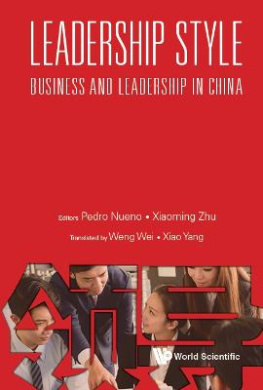 LEADERSHIP STYLE
BUSINESS AND LEADERSHIP IN CHINA
Editors Pedro Nueno • Xiaoming Zhu
Translated by Weng Wei • Xiao Yang
领导
World Scientific